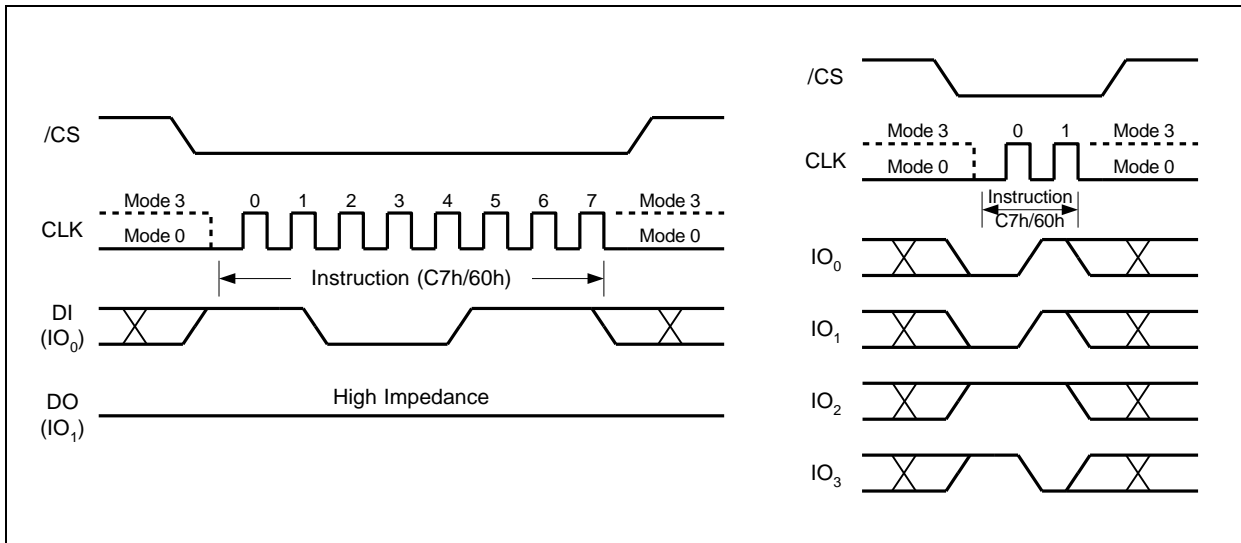 /CS
Mode 3 0 1 2 3 4 5 6 7 Mode 3
CLK Mode 0 Mode 0
Instruction (C7h/60h)
DI
(IO0)
High Impedance
DO
(IO1)
/CS
Mode 3 0 1 Mode 3
CLK Mode 0 Mode 0
Instruction
C7h/60h
IO0
IO1
IO2
IO3